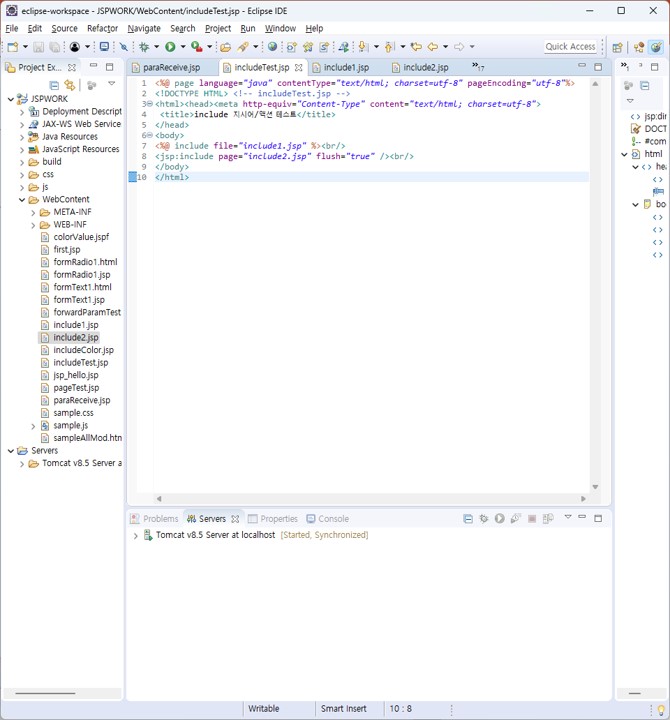 eclipse-workspace - JSPWORK/WebContent/includeTest.jsp - Eclipse IDE
File Edit Source Refactor Navigate Search Project Run Window Help
Quick Access
Project Ex...
JSPWORK
Deployment Descript
JAX-WS Web Service
Java Resources
JavaScript Resources
build
css
js
WebContent
META-INF
WEB-INF
colorValue.jspf
first.jsp
formRadio1.html
formRadio1.jsp
formText1.html
formText1.jsp
forwardParamTest
include1.jsp
include2.jsp
includeColor.jsp
includeTest.jsp
jsp_hello.jsp
pageTest.jsp
paraReceive.jsp
sample.css
sample.js
sampleAllMod.htn
Servers
Tomcat v8.5 Server a
paraReceive.jsp includeTest.jsp include1.jsp include2.jsp »17
1 <%@ page language="java" contentType="text/html; charset=utf-8" pageEncoding="utf-8"%>
2 <!DOCTYPE HTML> <!-- includeTest.jsp -->
3 <html><head><meta http-equiv="Content-Type" content="text/html; charset=utf-8">
4 <title>include 지시어/액션 테스트</title>
5 </head>
6 <body>
7 <%@ include file="include1.jsp" %><br/>
8 <jsp:include page="include2.jsp" flush="true" /><br/>
9 </body>
10 </html>
»1
jsp:dir
DOCT
#com
html
hea
bo
Problems Servers Properties Console
Tomcat v8.5 Server at localhost [Started, Synchronized]
Writable Smart Insert 10 : 8